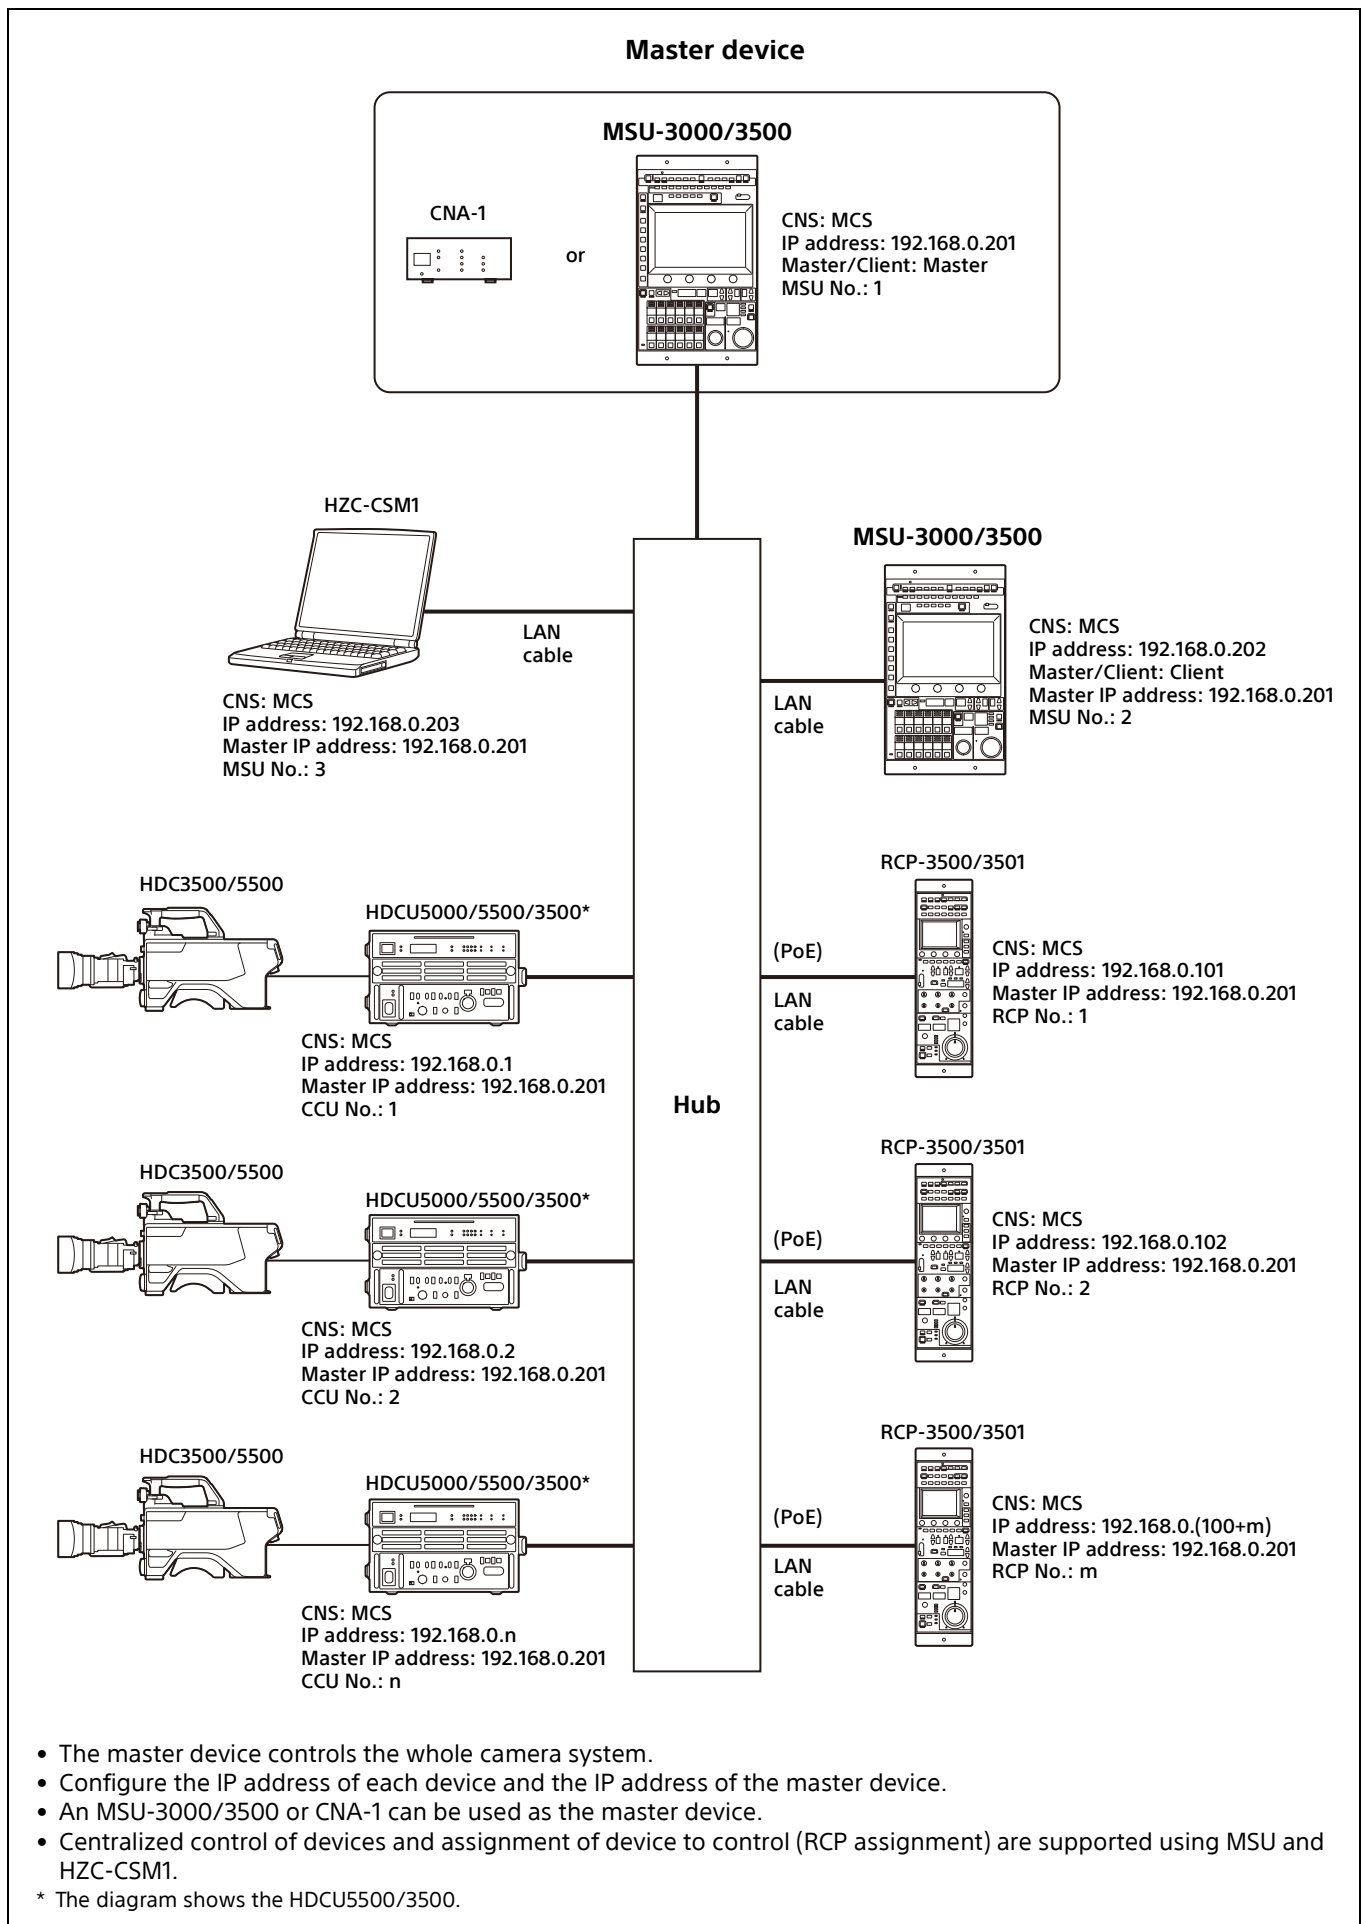 Master device
MSU-3000/3500
CNA-1
or
CNS: MCS
IP address: 192.168.0.201
Master/Client: Master
MSU No.: 1
HZC-CSM1
LAN
cable
CNS: MCS
IP address: 192.168.0.203
Master IP address: 192.168.0.201
MSU No.: 3
MSU-3000/3500
LAN
cable
CNS: MCS
IP address: 192.168.0.202
Master/Client: Client
Master IP address: 192.168.0.201
MSU No.: 2
HDC3500/5500
HDCU5000/5500/3500*
CNS: MCS
IP address: 192.168.0.1
Master IP address: 192.168.0.201
CCU No.: 1
RCP-3500/3501
(PoE)
LAN
cable
CNS: MCS
IP address: 192.168.0.101
Master IP address: 192.168.0.201
RCP No.: 1
Hub
HDC3500/5500
HDCU5000/5500/3500*
CNS: MCS
IP address: 192.168.0.2
Master IP address: 192.168.0.201
CCU No.: 2
RCP-3500/3501
(PoE)
LAN
cable
CNS: MCS
IP address: 192.168.0.102
Master IP address: 192.168.0.201
RCP No.: 2
HDC3500/5500
HDCU5000/5500/3500*
CNS: MCS
IP address: 192.168.0.n
Master IP address: 192.168.0.201
CCU No.: n
RCP-3500/3501
(PoE)
LAN
cable
CNS: MCS
IP address: 192.168.0.(100+m)
Master IP address: 192.168.0.201
RCP No.: m
• The master device controls the whole camera system.
• Configure the IP address of each device and the IP address of the master device.
• An MSU-3000/3500 or CNA-1 can be used as the master device.
• Centralized control of devices and assignment of device to control (RCP assignment) are supported using MSU and
HZC-CSM1.
* The diagram shows the HDCU5500/3500.